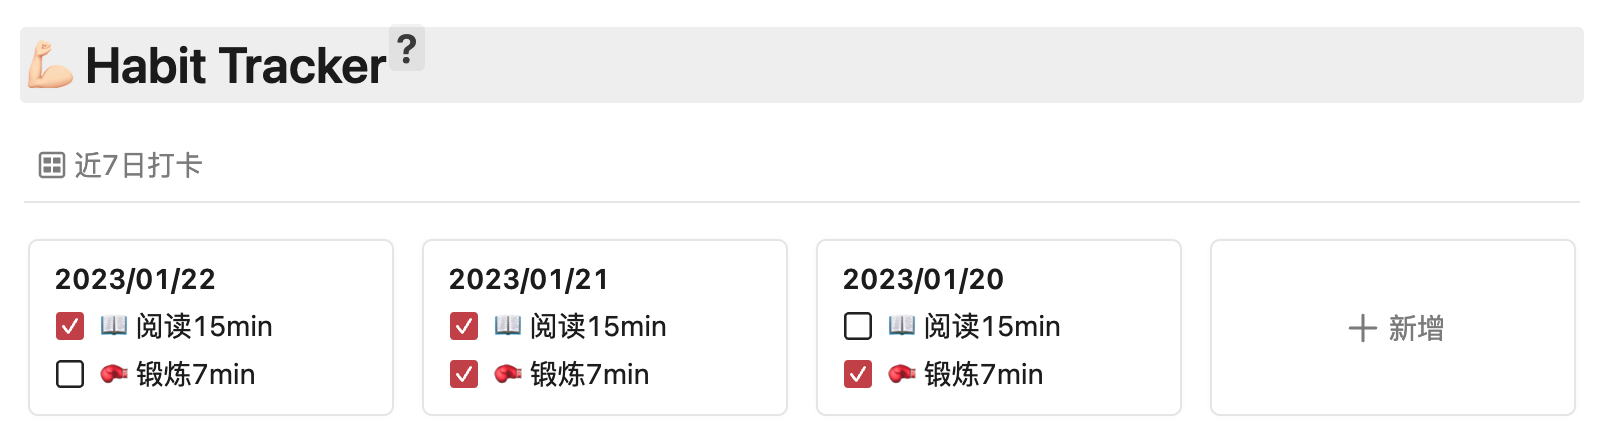 💪🏻 Habit Tracker?
近7日打卡
2023/01/22
📖 阅读15min
🥊 锻炼7min
2023/01/21
📖 阅读15min
🥊 锻炼7min
2023/01/20
📖 阅读15min
🥊 锻炼7min
+ 新增